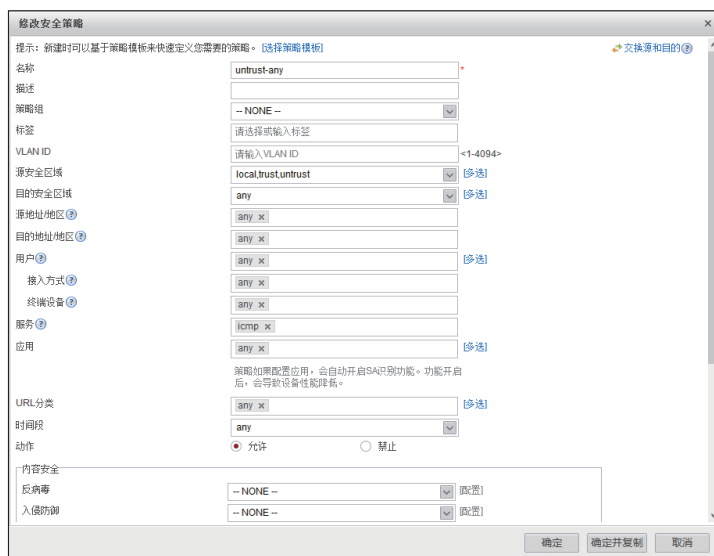 修改安全策略 ×
提示：新建时可以基于策略模板来快速定义您需要的策略。 [选择策略模板] 交换源和目的?
名称 untrust-any *
描述
策略组 -- NONE --
标签 请选择或输入标签
VLAN ID 请输入VLAN ID <1-4094>
源安全区域 local,trust,untrust [多选]
目的安全区域 any [多选]
源地址/地区? any ×
目的地址/地区? any ×
用户? any × [多选]
接入方式? any ×
终端设备? any ×
服务? icmp ×
应用 any × [多选]
策略如果配置应用，会自动开启SA识别功能。功能开启
后，会导致设备性能降低。
URL分类 any × [多选]
时间段 any
动作 允许 禁止
内容安全
反病毒 -- NONE -- [配置]
入侵防御 -- NONE -- [配置]
确定 确定并复制 取消